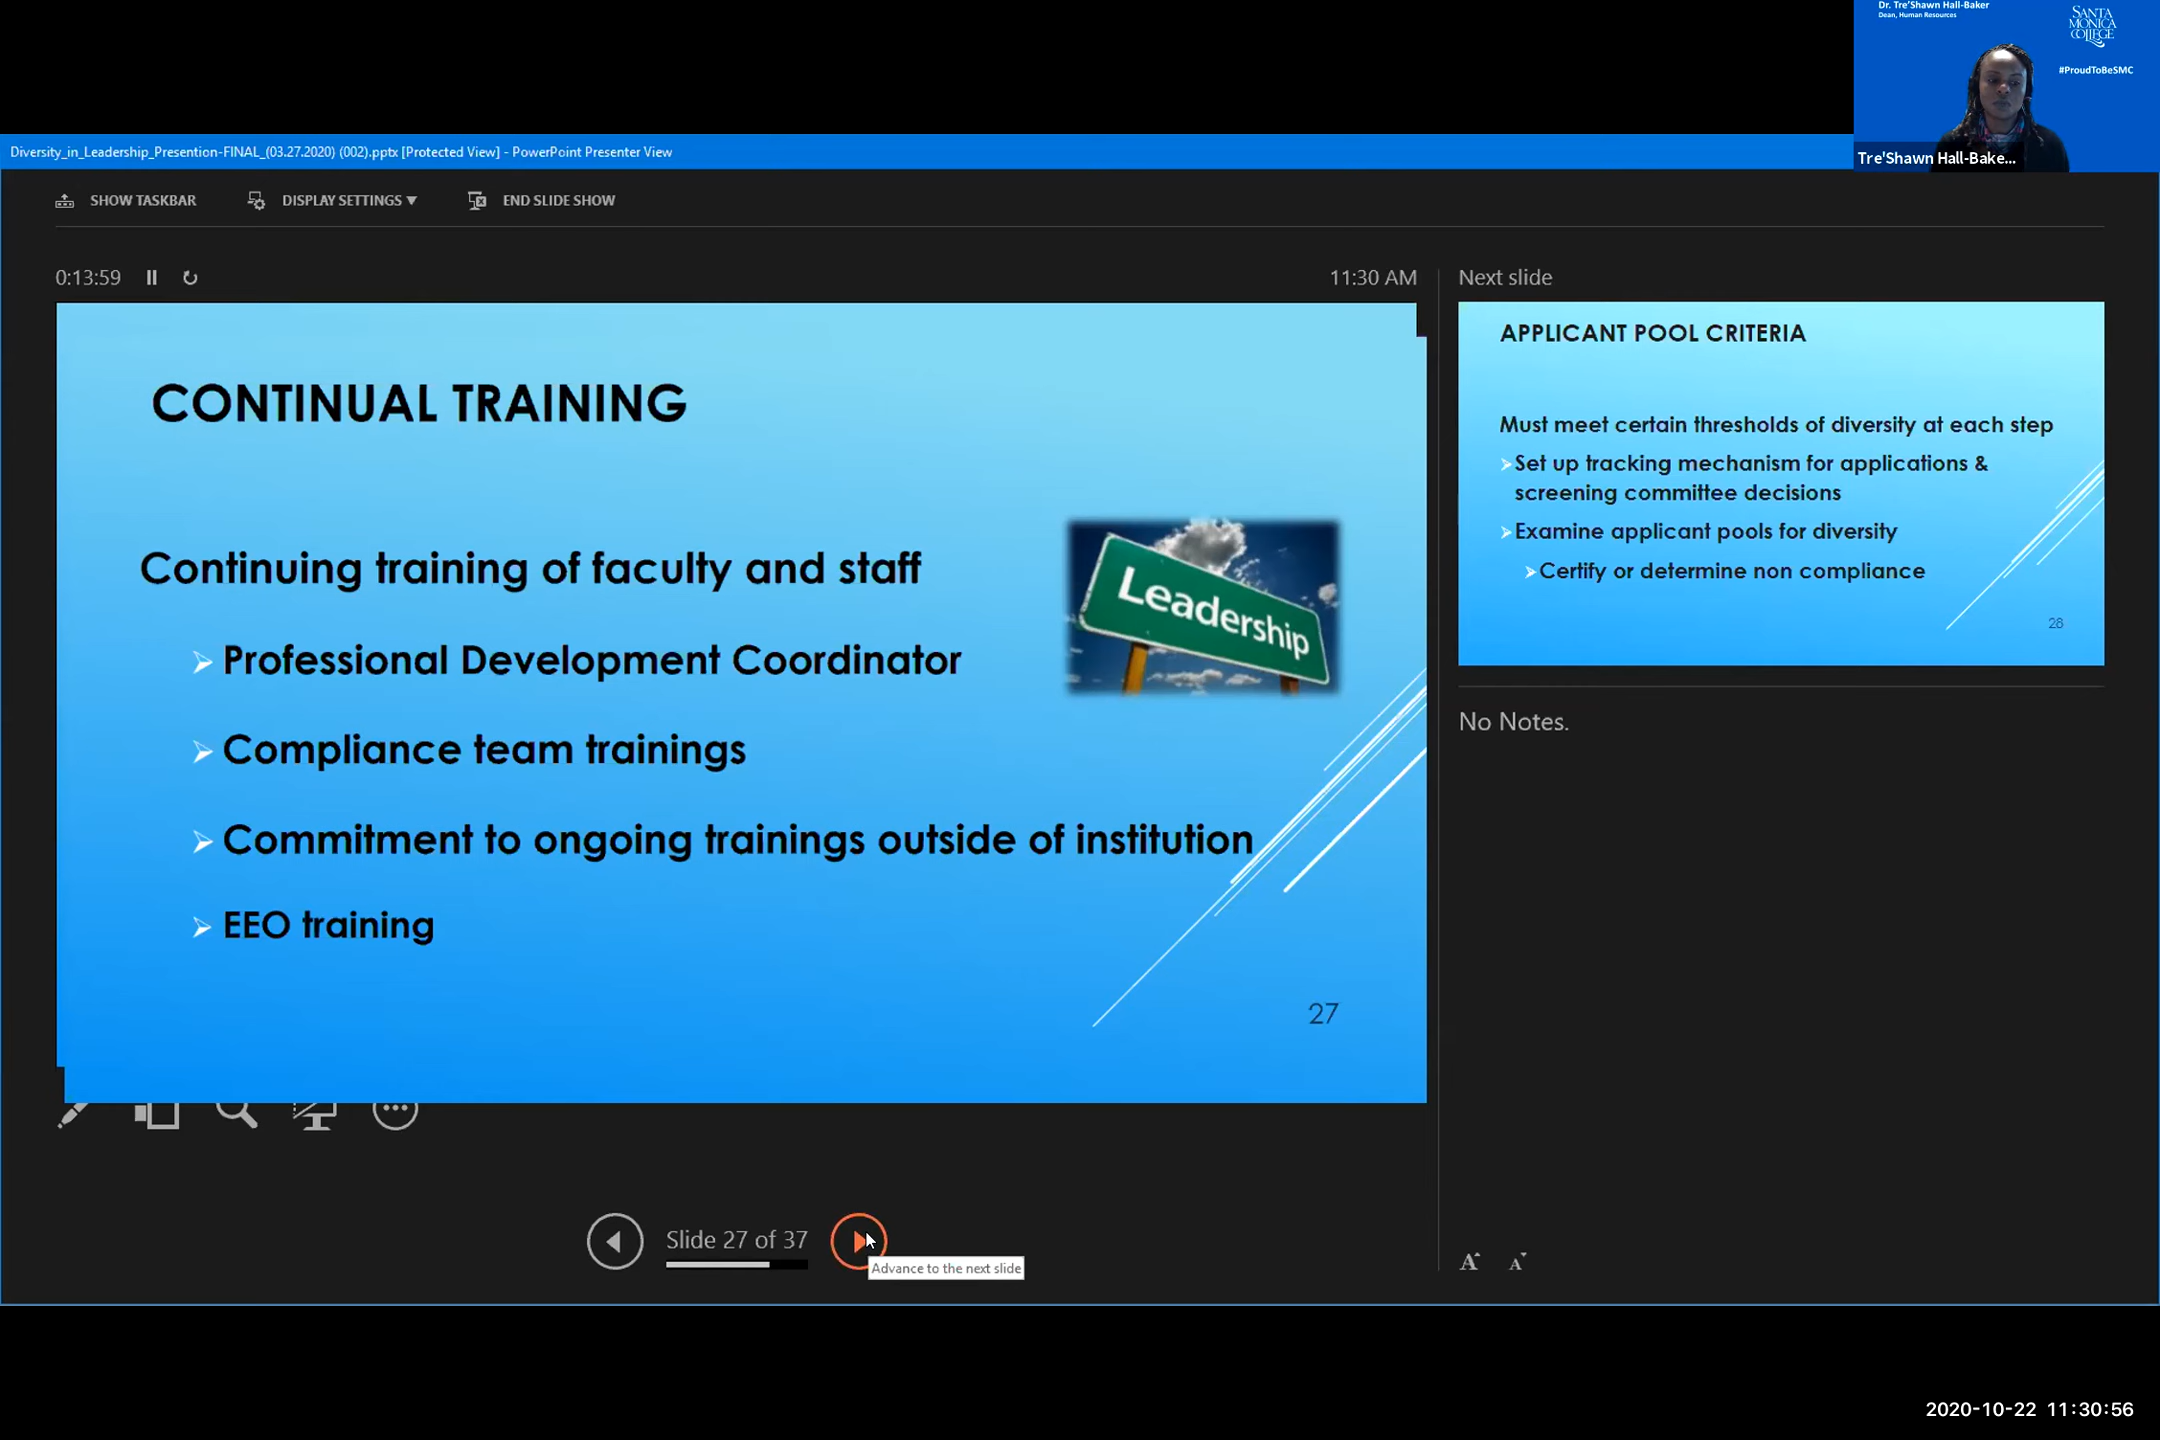 Dr. Tre'Shawn Hall-Baker
Dean, Human Resources
SANTA
MONICA
COLLEGE
#ProudToBeSMC
Tre'Shawn Hall-Bake...
Diversity_in_Leadership_Presention-FINAL_(03.27.2020) (002).pptx [Protected View] - PowerPoint Presenter View
SHOW TASKBAR
DISPLAY SETTINGS ▾
END SLIDE SHOW
0:13:59
11:30 AM
CONTINUAL TRAINING
Continuing training of faculty and staff
Leadership
➢ Professional Development Coordinator
➢ Compliance team trainings
➢ Commitment to ongoing trainings outside of institution
➢ EEO training
27
Next slide
APPLICANT POOL CRITERIA
Must meet certain thresholds of diversity at each step
➢ Set up tracking mechanism for applications &
screening committee decisions
➢ Examine applicant pools for diversity
➢ Certify or determine non compliance
28
No Notes.
Slide 27 of 37
Advance to the next slide
A A
2020-10-22 11:30:56